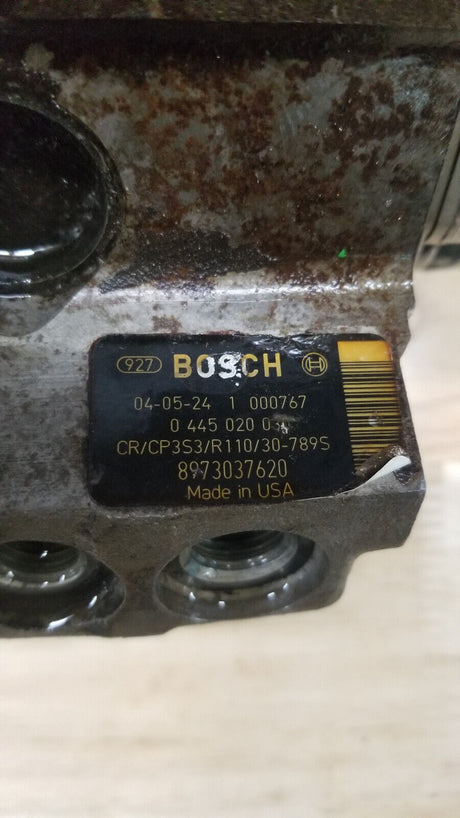 927 BOSCH
04-05-24 1 000767
0 445 020
CR/CP3S3/R110/30-789S
8973037620
Made in USA